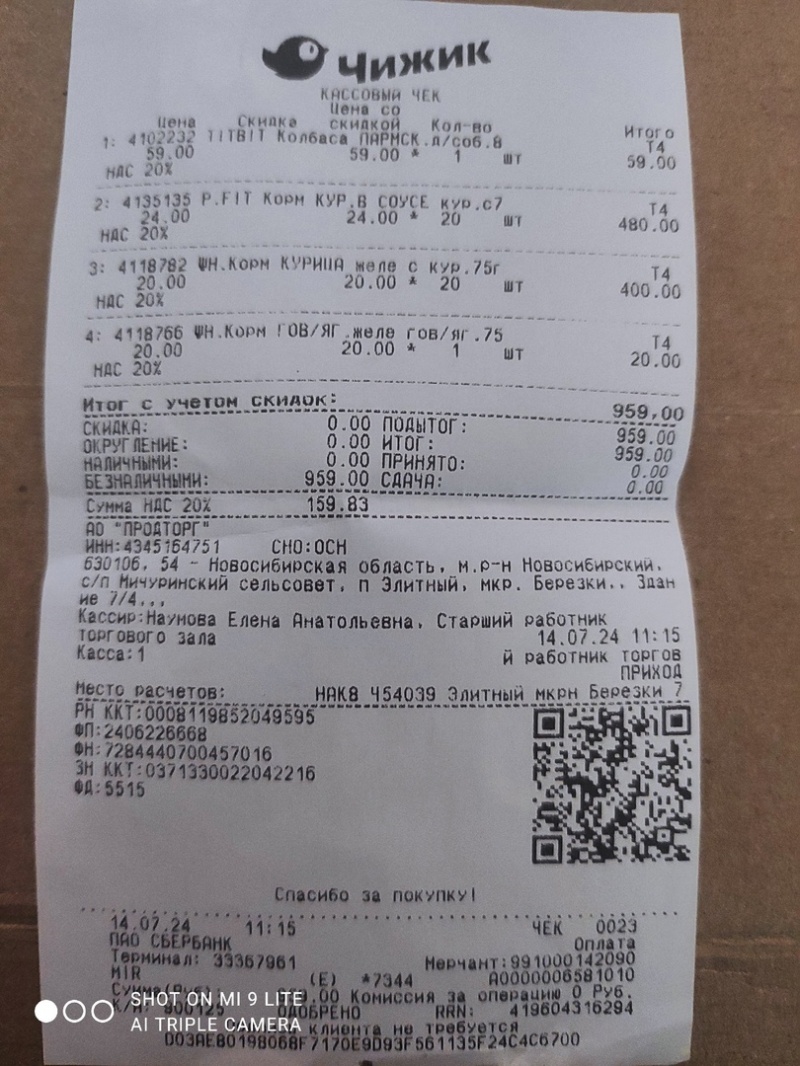 Чижик
КАССОВЫЙ ЧЕК
Цена Скидка Цена со скидкой Кол-во Итого
1: 4102232 TITBIT Колбаса ПАРМСК.д/соб.8 Т4
59.00 59.00 * 1 шт 59.00
НДС 20%
2: 4135135 P.FIT Корм КУР.В СОУСЕ кур.с7 Т4
24.00 24.00 * 20 шт 480.00
НДС 20%
3: 4118782 ФН.Корм КУРИЦА желе с кур.75г Т4
20.00 20.00 * 20 шт 400.00
НДС 20%
4: 4118766 ФН.Корм ГОВ/ЯГ.желе гов/яг.75 Т4
20.00 20.00 * 1 шт 20.00
НДС 20%
Итог с учетом скидок: 959,00
СКИДКА: 0.00 ПОДЫТОГ: 959.00
ОКРУГЛЕНИЕ: 0.00 ИТОГ: 959.00
НАЛИЧНЫМИ: 0.00 ПРИНЯТО: 0.00
БЕЗНАЛИЧНЫМИ: 959.00 СДАЧА: 0.00
Сумма НДС 20% 159.83
АО "ПРОДТОРГ"
ИНН:4345164751 СНО:ОСН
630106, 54 - Новосибирская область, м.р-н Новосибирский,
с/п Мичуринский сельсовет, п Элитный, мкр. Березки., Здан
ие 7/4,,,
Кассир:Наумова Елена Анатольевна, Старший работник
торгового зала 14.07.24 11:15
Касса:1 й работник торгов
ПРИХОД
Место расчетов: НАК8 Ч54039 Элитный мкрн Березки 7
РН ККТ:0008119852049595
ФП:2406226668
ФН:7284440700457016
ЗН ККТ:0371330022042216
ФД:5515
Спасибо за покупку!
14.07.24 11:15 ЧЕК 0023
ПАО СБЕРБАНК Оплата
Терминал: 33367961 Мерчант:991000142090
MIR (E) *7344 A0000006581010
Сумма Комиссия за операцию 0 Руб.
ОДОБРЕНО RRN: 419604316294
клиента не требуется
D03AE80198068F7170E9D93F561135F24C4C6700
SHOT ON MI 9 LITE
AI TRIPLE CAMERA